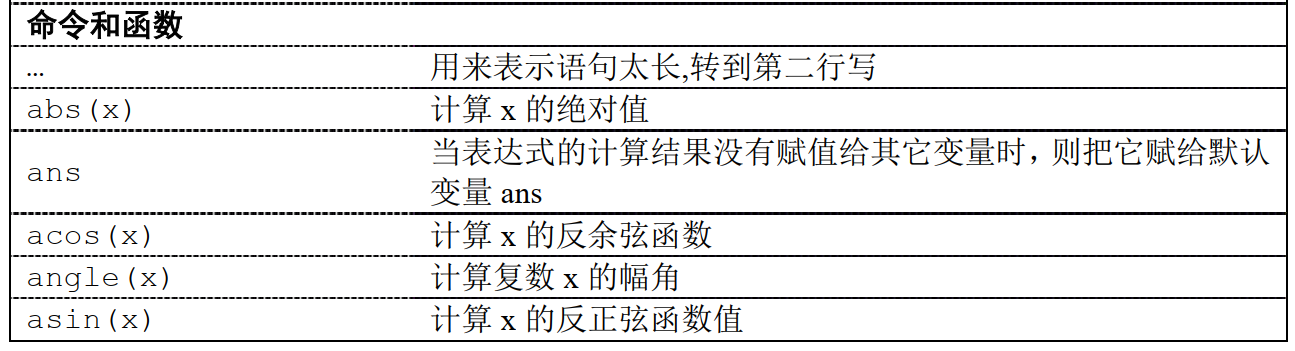 命令和函数
… 用来表示语句太长,转到第二行写
abs(x) 计算 x 的绝对值
ans 当表达式的计算结果没有赋值给其它变量时，则把它赋给默认
变量 ans
acos(x) 计算 x 的反余弦函数
angle(x) 计算复数 x 的幅角
asin(x) 计算 x 的反正弦函数值